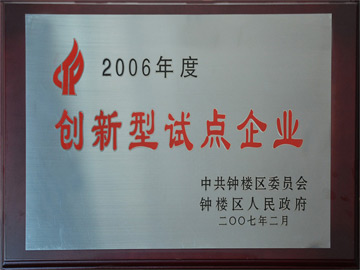 2006年度
创新型试点企业
中共钟楼区委员会
钟楼区人民政府
二〇〇七年二月